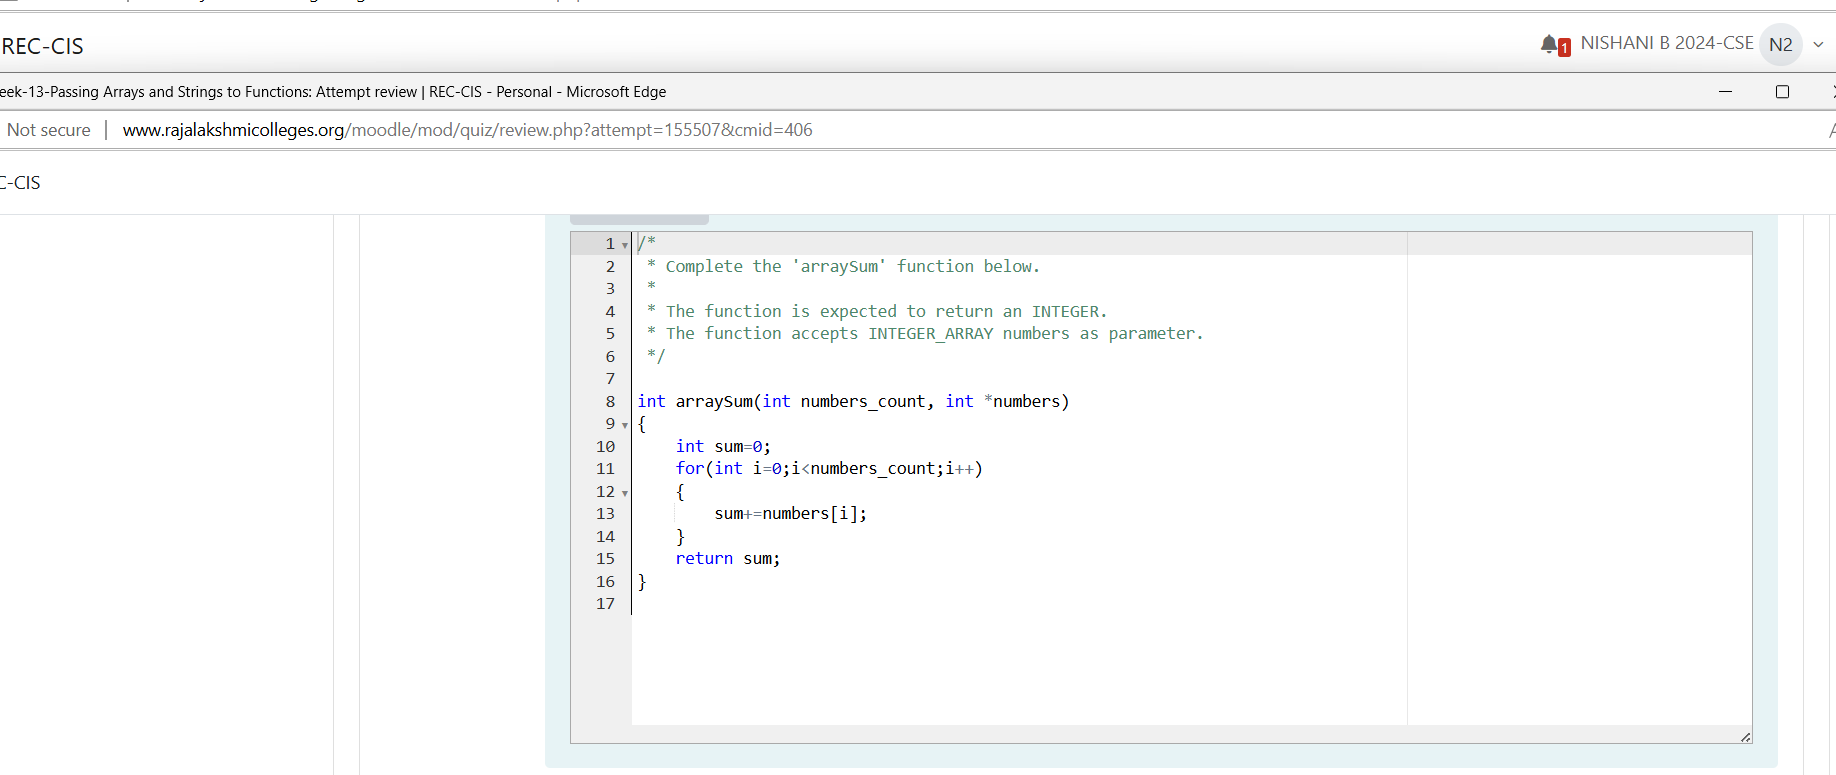 REC-CIS
1 NISHANI B 2024-CSE N2
eek-13-Passing Arrays and Strings to Functions: Attempt review | REC-CIS - Personal - Microsoft Edge
Not secure www.rajalakshmicolleges.org/moodle/mod/quiz/review.php?attempt=155507&cmid=406
C-CIS
1 /*
2 * Complete the 'arraySum' function below.
3 *
4 * The function is expected to return an INTEGER.
5 * The function accepts INTEGER_ARRAY numbers as parameter.
6 */
7
8 int arraySum(int numbers_count, int *numbers)
9 {
10 int sum=0;
11 for(int i=0;i<numbers_count;i++)
12 {
13 sum+=numbers[i];
14 }
15 return sum;
16 }
17